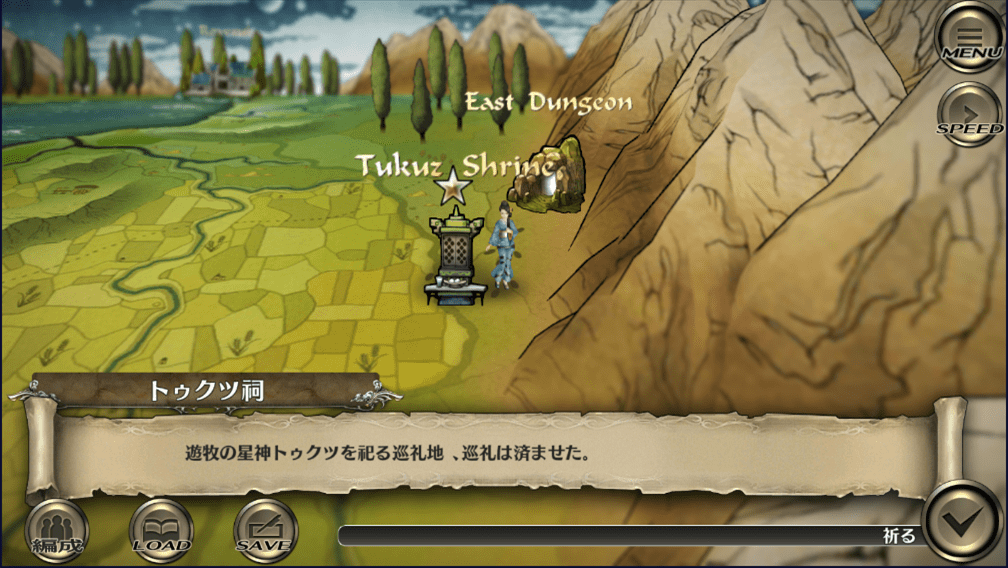 MENU
East Dungeon
SPEED
Tukuz Shrine
トゥクツ祠
遊牧の星神トゥクツを祀る巡礼地、巡礼は済ませた。
編成
LOAD
SAVE
祈る